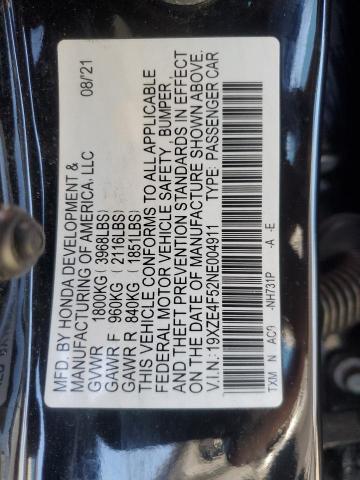 MFD. BY HONDA DEVELOPMENT &
MANUFACTURING OF AMERICA, LLC 08/21
GVWR 1800KG ( 3968LBS)
GAWR F 960KG ( 2116LBS)
GAWR R 840KG ( 1851LBS)
THIS VEHICLE CONFORMS TO ALL APPLICABLE
FEDERAL MOTOR VEHICLE SAFETY, BUMPER
AND THEFT PREVENTION STANDARDS IN EFFECT
ON THE DATE OF MANUFACTURE SHOWN ABOVE.
V.I.N.: 19XZE4F52NE004911 TYPE: PASSENGER CAR
TXM N AC9 -NH731P -A -E